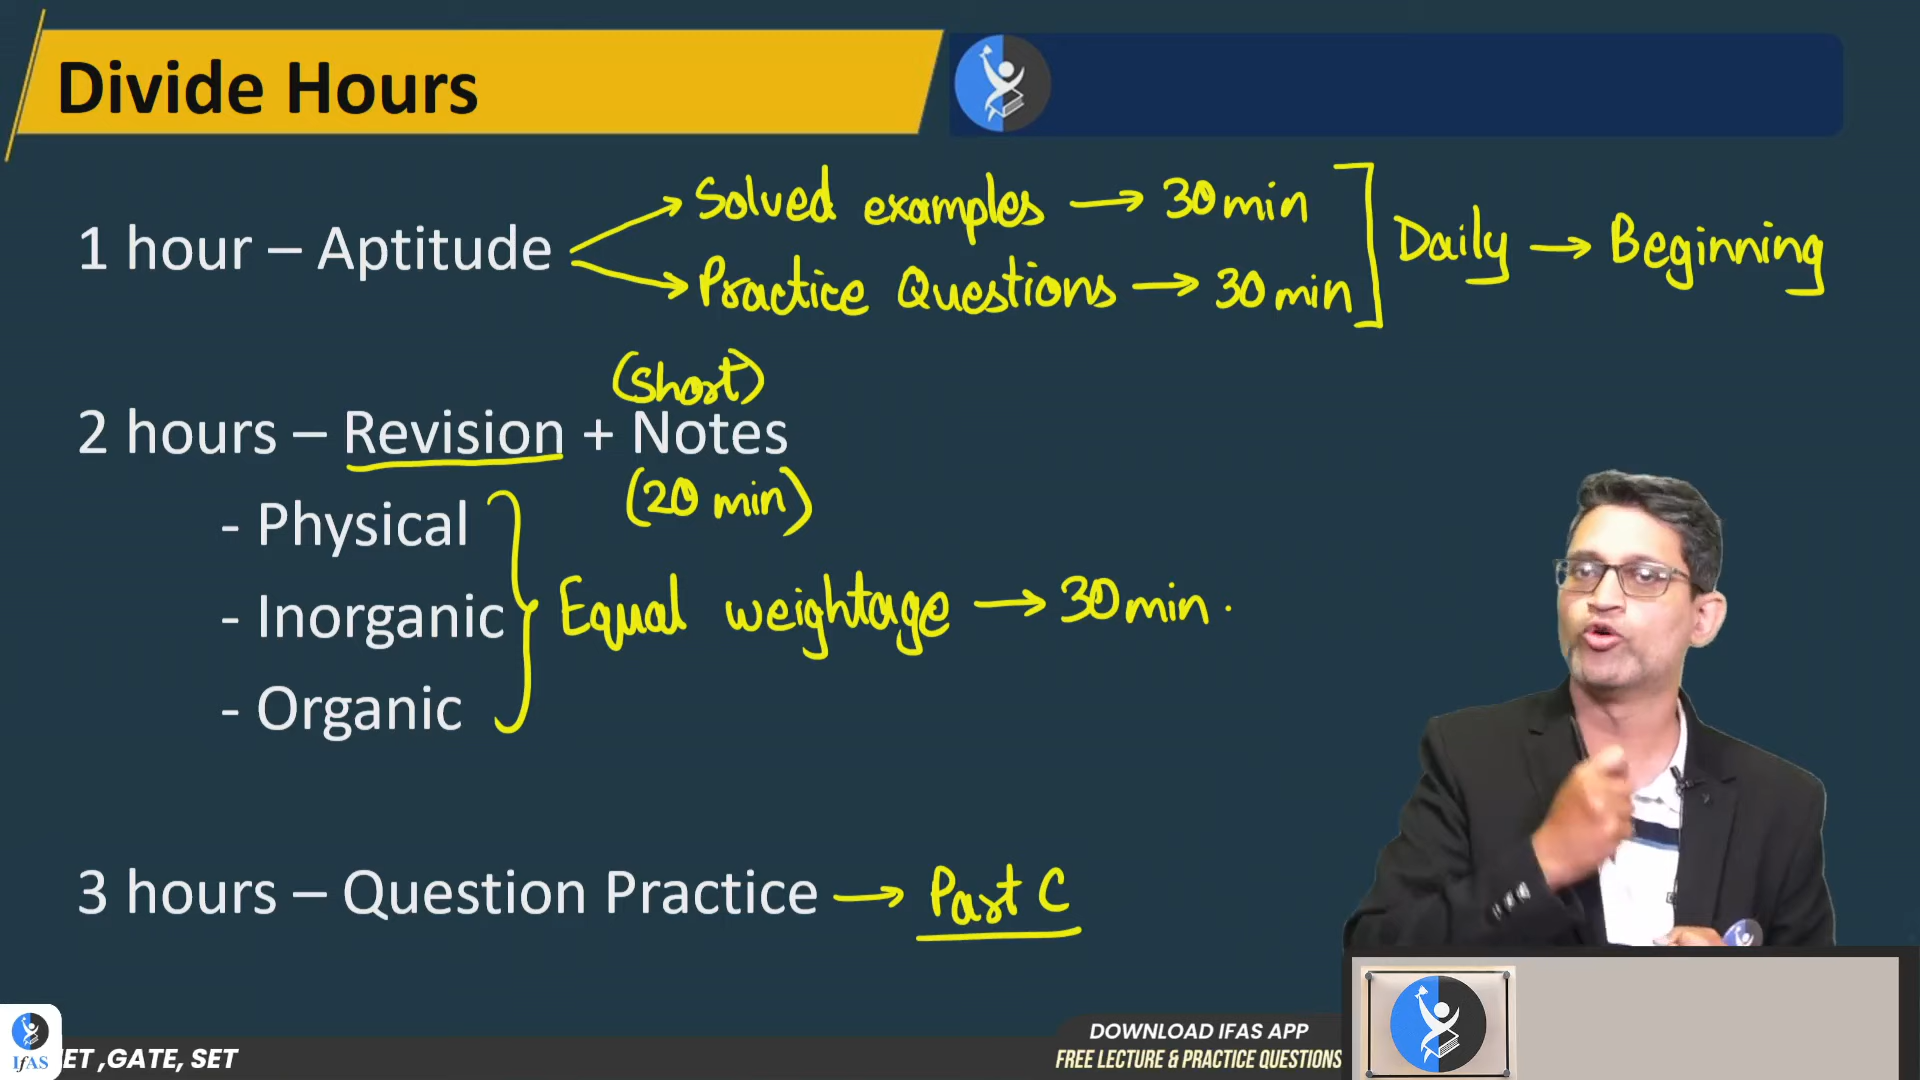 Divide Hours
1 hour – Aptitude
Solved examples → 30 min
Practice Questions → 30 min
Daily → Beginning
(short)
2 hours – Revision + Notes
(20 min)
- Physical
- Inorganic
- Organic
Equal weightage → 30 min.
3 hours – Question Practice → Part C
IFAS
ET ,GATE, SET
DOWNLOAD IFAS APP
FREE LECTURE & PRACTICE QUESTIONS